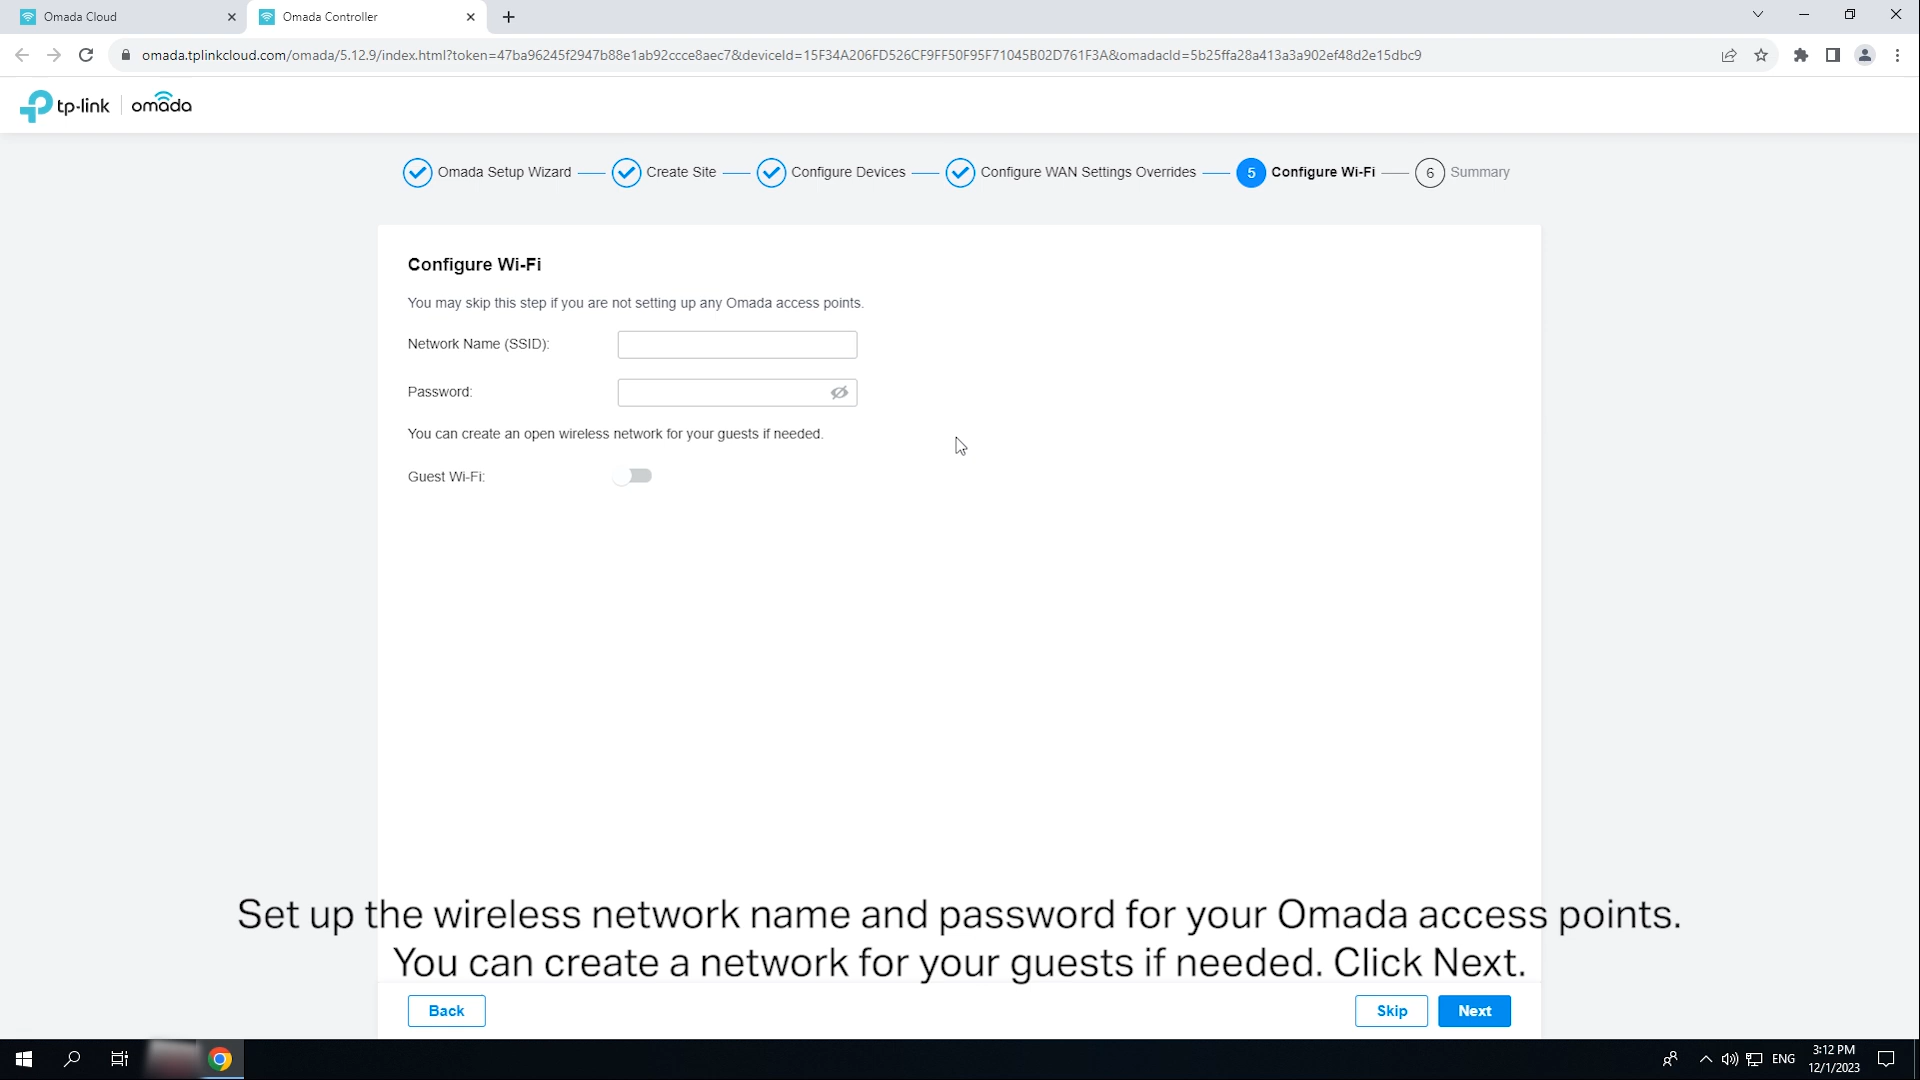 Omada Cloud
Omada Controller
omada.tplinkcloud.com/omada/5.12.9/index.html?token=47ba96245f2947b88e1ab92ccce8aec7&deviceId=15F34A206FD526CF9FF50F95F71045B02D761F3A&omadacId=5b25ffa28a413a3a902ef48d2e15dbc9
tp-link | omada
Omada Setup Wizard
Create Site
Configure Devices
Configure WAN Settings Overrides
5 Configure Wi-Fi
6 Summary
Configure Wi-Fi
You may skip this step if you are not setting up any Omada access points.
Network Name (SSID):
Password:
You can create an open wireless network for your guests if needed.
Guest Wi-Fi:
Set up the wireless network name and password for your Omada access points.
You can create a network for your guests if needed. Click Next.
Back
Skip
Next
ENG
3:12 PM
12/1/2023